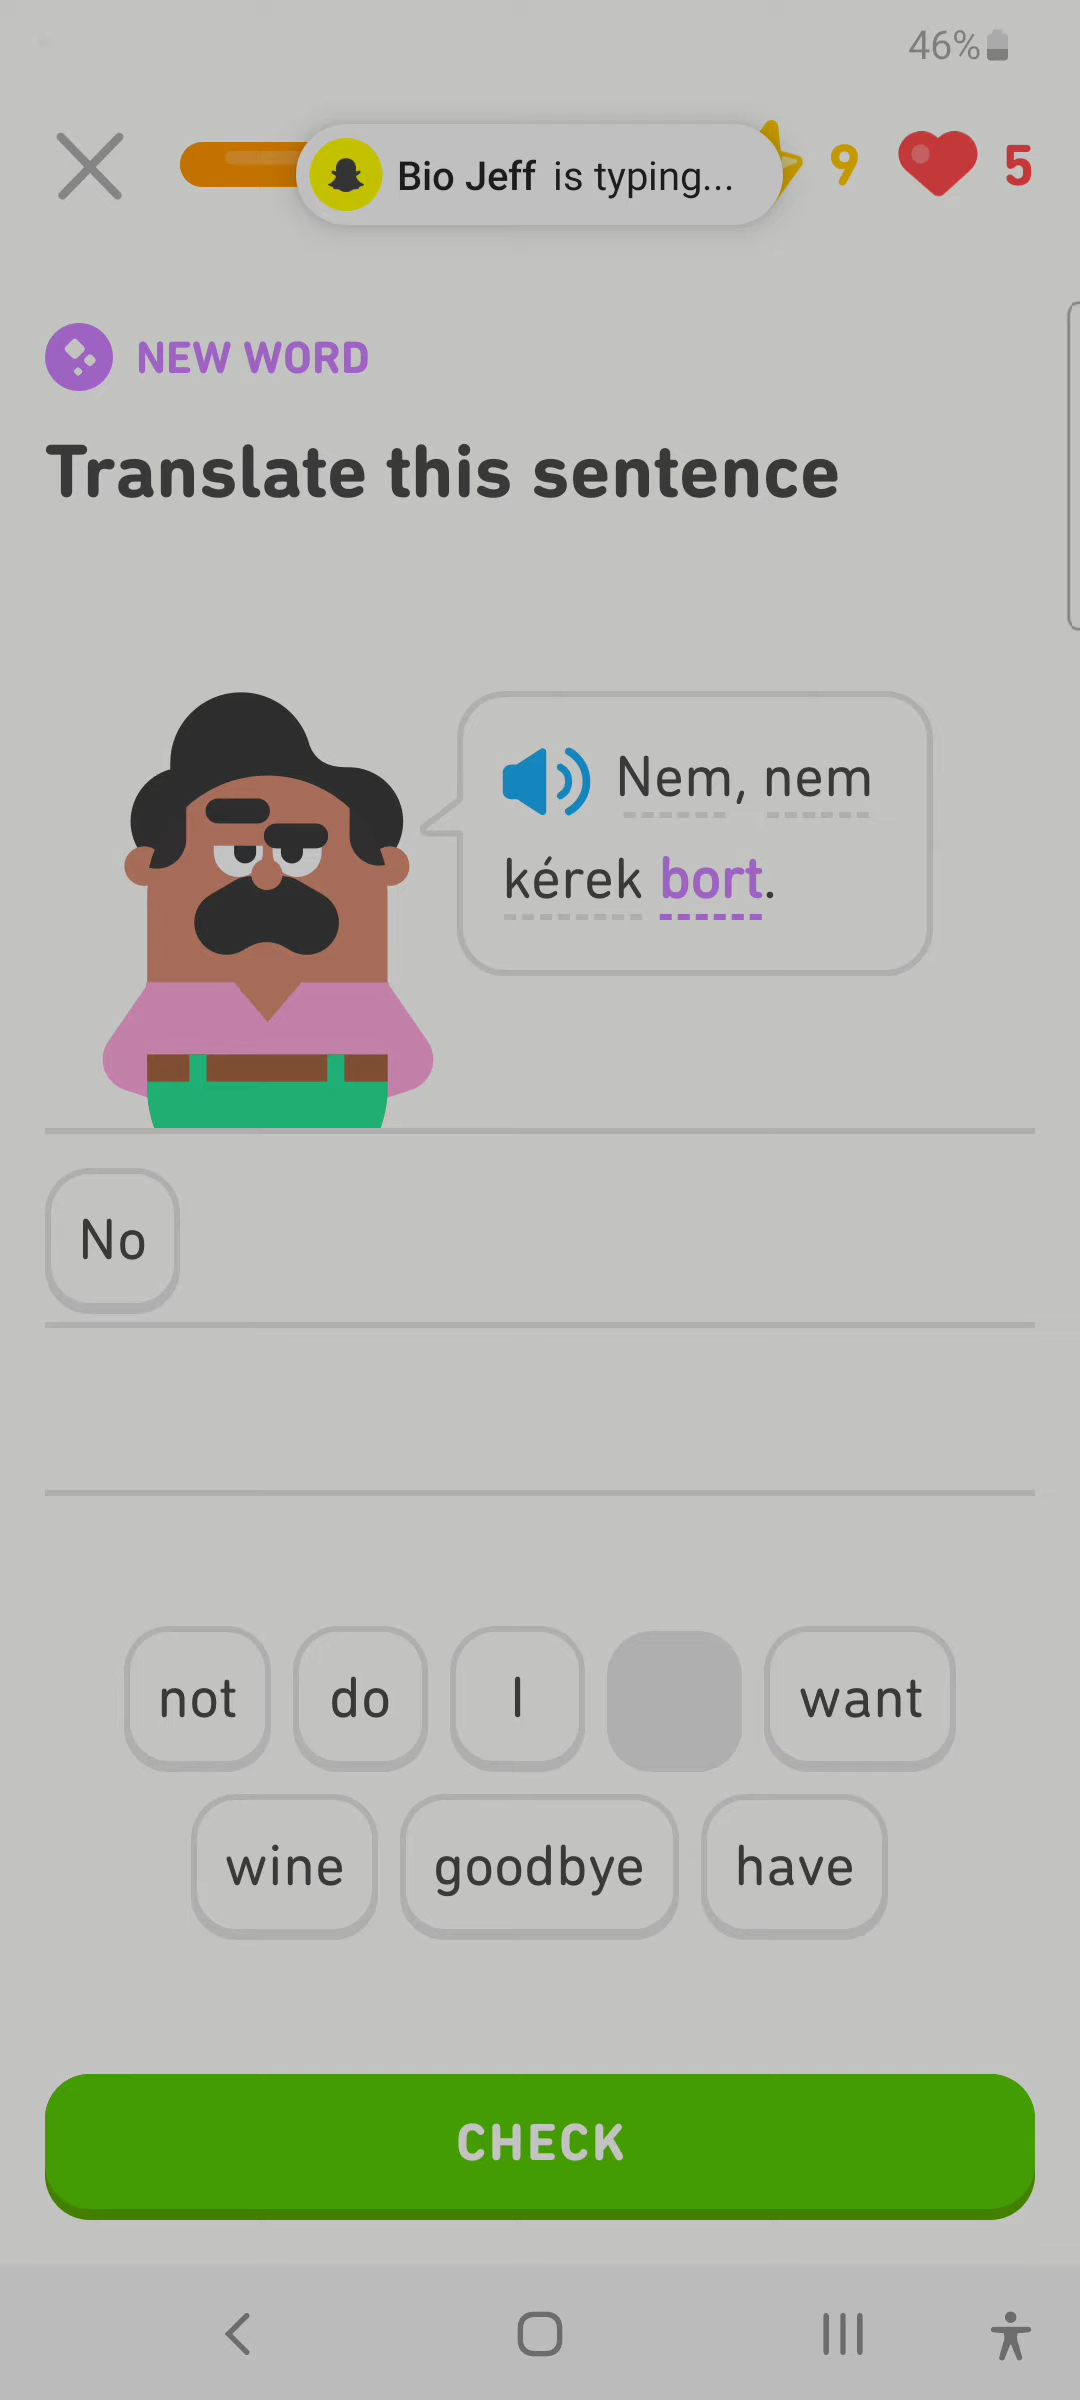 46%
Bio Jeff is typing...
9
5
NEW WORD
Translate this sentence
Nem, nem
kérek bort.
No
not do I want
wine goodbye have
CHECK